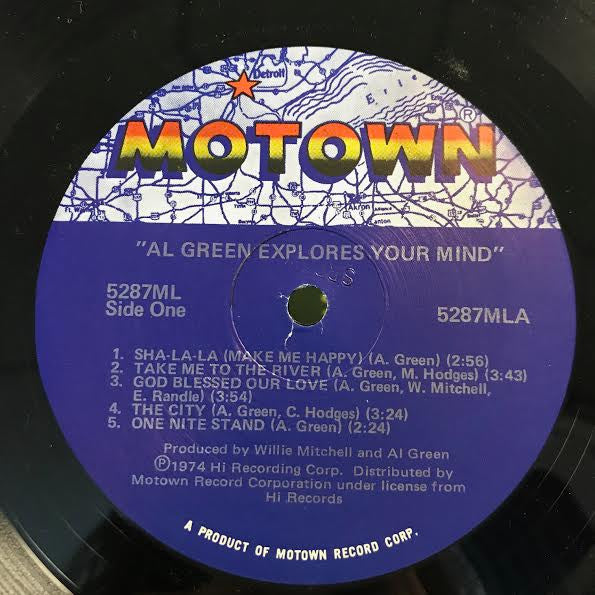 Detroit
Erie
MOTOWN®
Akron
Canton
"AL GREEN EXPLORES YOUR MIND"
5287ML
Side One
5287MLA
1. SHA-LA-LA (MAKE ME HAPPY) (A. Green) (2:56)
2. TAKE ME TO THE RIVER (A. Green, M. Hodges) (3:43)
3. GOD BLESSED OUR LOVE (A. Green, W. Mitchell,
E. Randle) (3:54)
4. THE CITY (A. Green, C. Hodges) (3:24)
5. ONE NITE STAND (A. Green) (2:24)
Produced by Willie Mitchell and Al Green
℗1974 Hi Recording Corp. Distributed by
Motown Record Corporation under license from
Hi Records
A PRODUCT OF MOTOWN RECORD CORP.